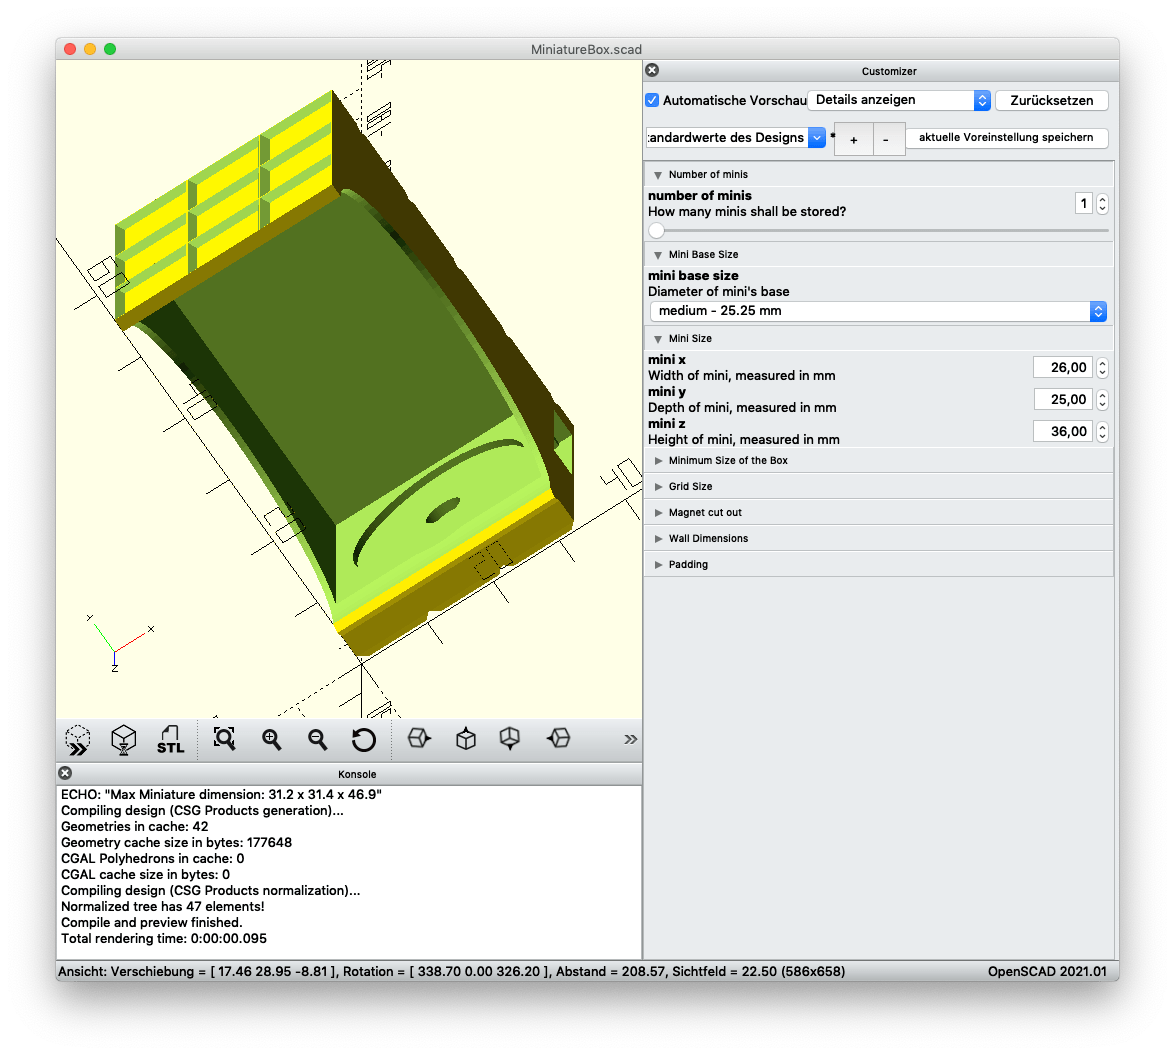 MiniatureBox.scad
Customizer
Automatische Vorschau
Details anzeigen
Zurücksetzen
andardwerte des Designs
*
+
-
aktuelle Voreinstellung speichern
Number of minis
number of minis
How many minis shall be stored?
1
Mini Base Size
mini base size
Diameter of mini's base
medium - 25.25 mm
Mini Size
mini x
Width of mini, measured in mm
26,00
mini y
Depth of mini, measured in mm
25,00
mini z
Height of mini, measured in mm
36,00
Minimum Size of the Box
Grid Size
Magnet cut out
Wall Dimensions
Padding
Y
X
Z
STL
Konsole
ECHO: "Max Miniature dimension: 31.2 x 31.4 x 46.9"
Compiling design (CSG Products generation)...
Geometries in cache: 42
Geometry cache size in bytes: 177648
CGAL Polyhedrons in cache: 0
CGAL cache size in bytes: 0
Compiling design (CSG Products normalization)...
Normalized tree has 47 elements!
Compile and preview finished.
Total rendering time: 0:00:00.095
Ansicht: Verschiebung = [ 17.46 28.95 -8.81 ], Rotation = [ 338.70 0.00 326.20 ], Abstand = 208.57, Sichtfeld = 22.50 (586x658)
OpenSCAD 2021.01